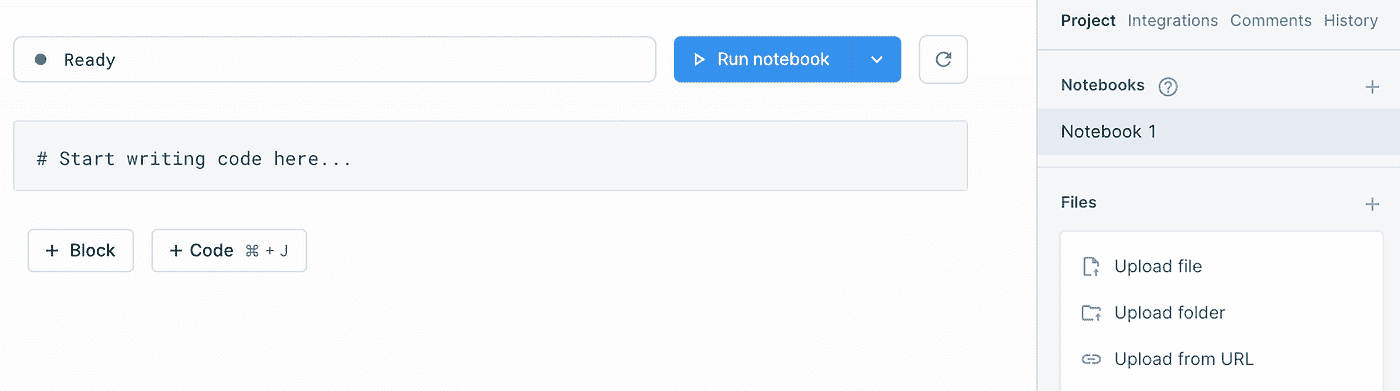 Ready
Run notebook
# Start writing code here...
+ Block
+ Code ⌘ + J
Project Integrations Comments History
Notebooks ? +
Notebook 1
Files +
Upload file
Upload folder
Upload from URL